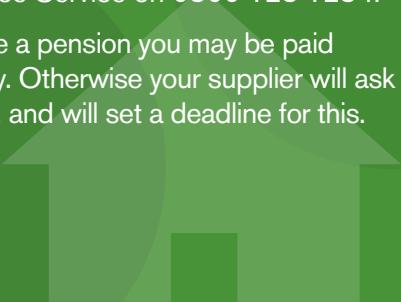 e a pension you may be paid
y. Otherwise your supplier will ask
and will set a deadline for this.